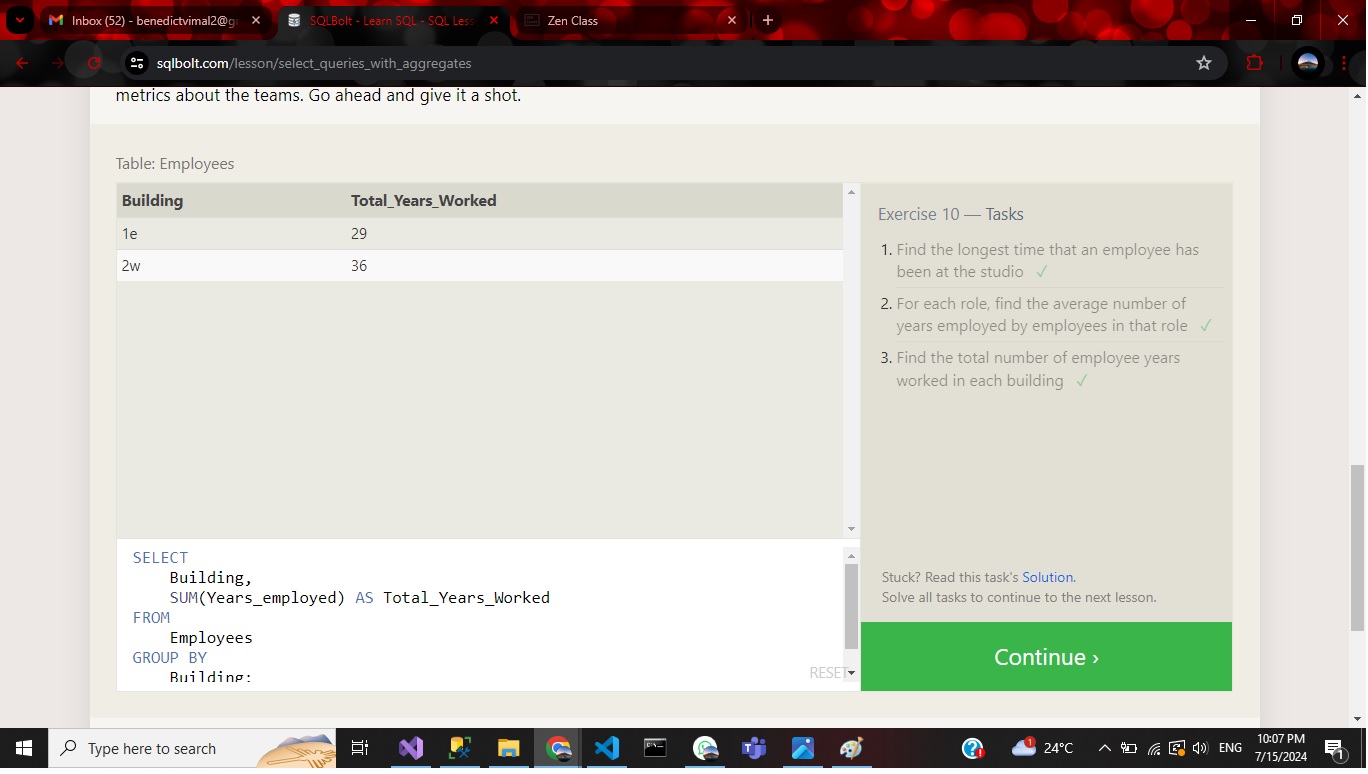 Inbox (52) - benedictvimal2@g
SQLBolt - Learn SQL - SQL Less
Zen Class
sqlbolt.com/lesson/select_queries_with_aggregates
metrics about the teams. Go ahead and give it a shot.
Table: Employees
Building Total_Years_Worked
1e 29
2w 36
Exercise 10 — Tasks
1. Find the longest time that an employee has
been at the studio ✓
2. For each role, find the average number of
years employed by employees in that role ✓
3. Find the total number of employee years
worked in each building ✓
SELECT
Building,
SUM(Years_employed) AS Total_Years_Worked
FROM
Employees
GROUP BY
Building;
RESET
Stuck? Read this task's Solution.
Solve all tasks to continue to the next lesson.
Continue ›
Type here to search
24°C
ENG
10:07 PM
7/15/2024
1
1